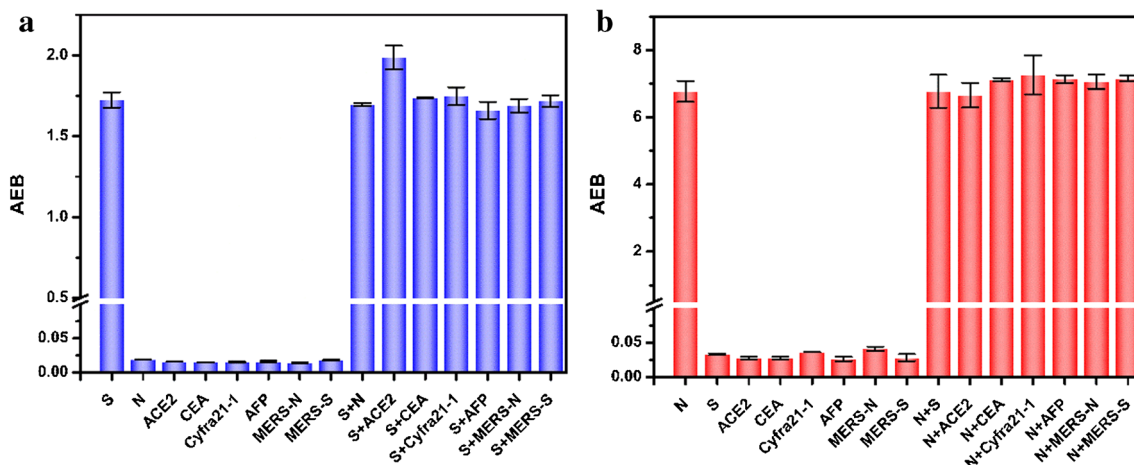 a
AEB
2.0
1.5
1.0
0.5
0.05
0.00
S
N
ACE2
CEA
Cyfra21-1
AFP
MERS-N
MERS-S
S+N
S+ACE2
S+CEA
S+Cyfra21-1
S+AFP
S+MERS-N
S+MERS-S
b
AEB
8
6
4
2
0.05
0.00
N
S
ACE2
CEA
Cyfra21-1
AFP
MERS-N
MERS-S
N+S
N+ACE2
N+CEA
N+Cyfra21-1
N+AFP
N+MERS-N
N+MERS-S